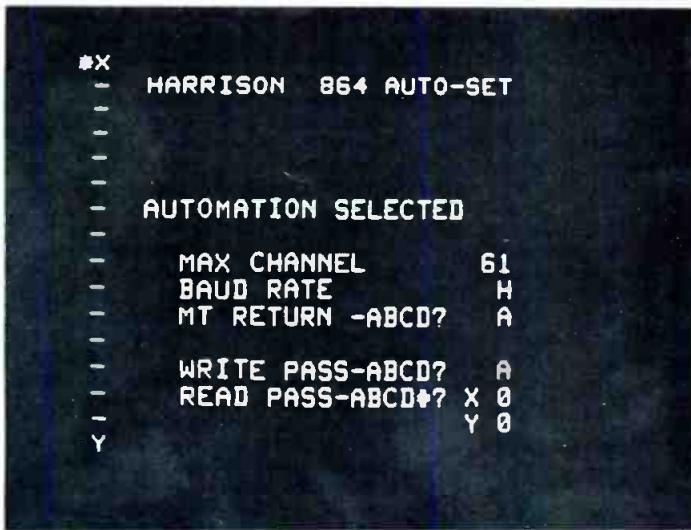 *X
HARRISON 864 AUTO-SET
AUTOMATION SELECTED
MAX CHANNEL 61
BAUD RATE H
MT RETURN -ABCD? A
WRITE PASS-ABCD? A
READ PASS-ABCD♦? X 0
Y 0
Y